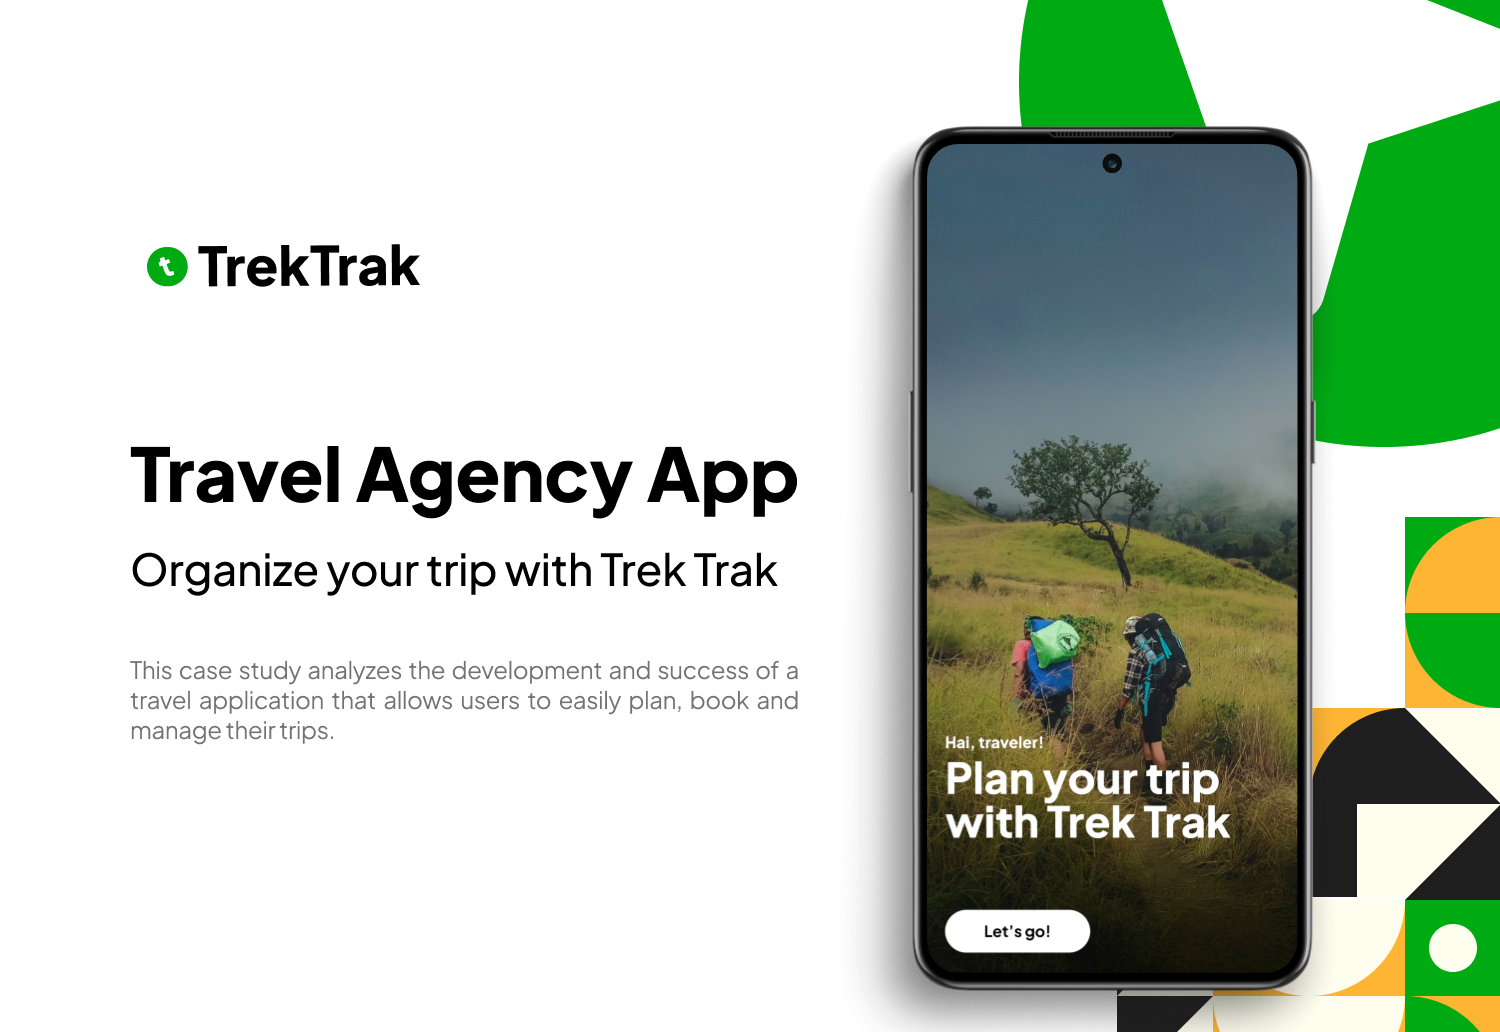 TrekTrak
Travel Agency App
Organize your trip with Trek Trak
This case study analyzes the development and success of a
travel application that allows users to easily plan, book and
manage their trips.
Hai, traveler!
Plan your trip
with Trek Trak
Let's go!